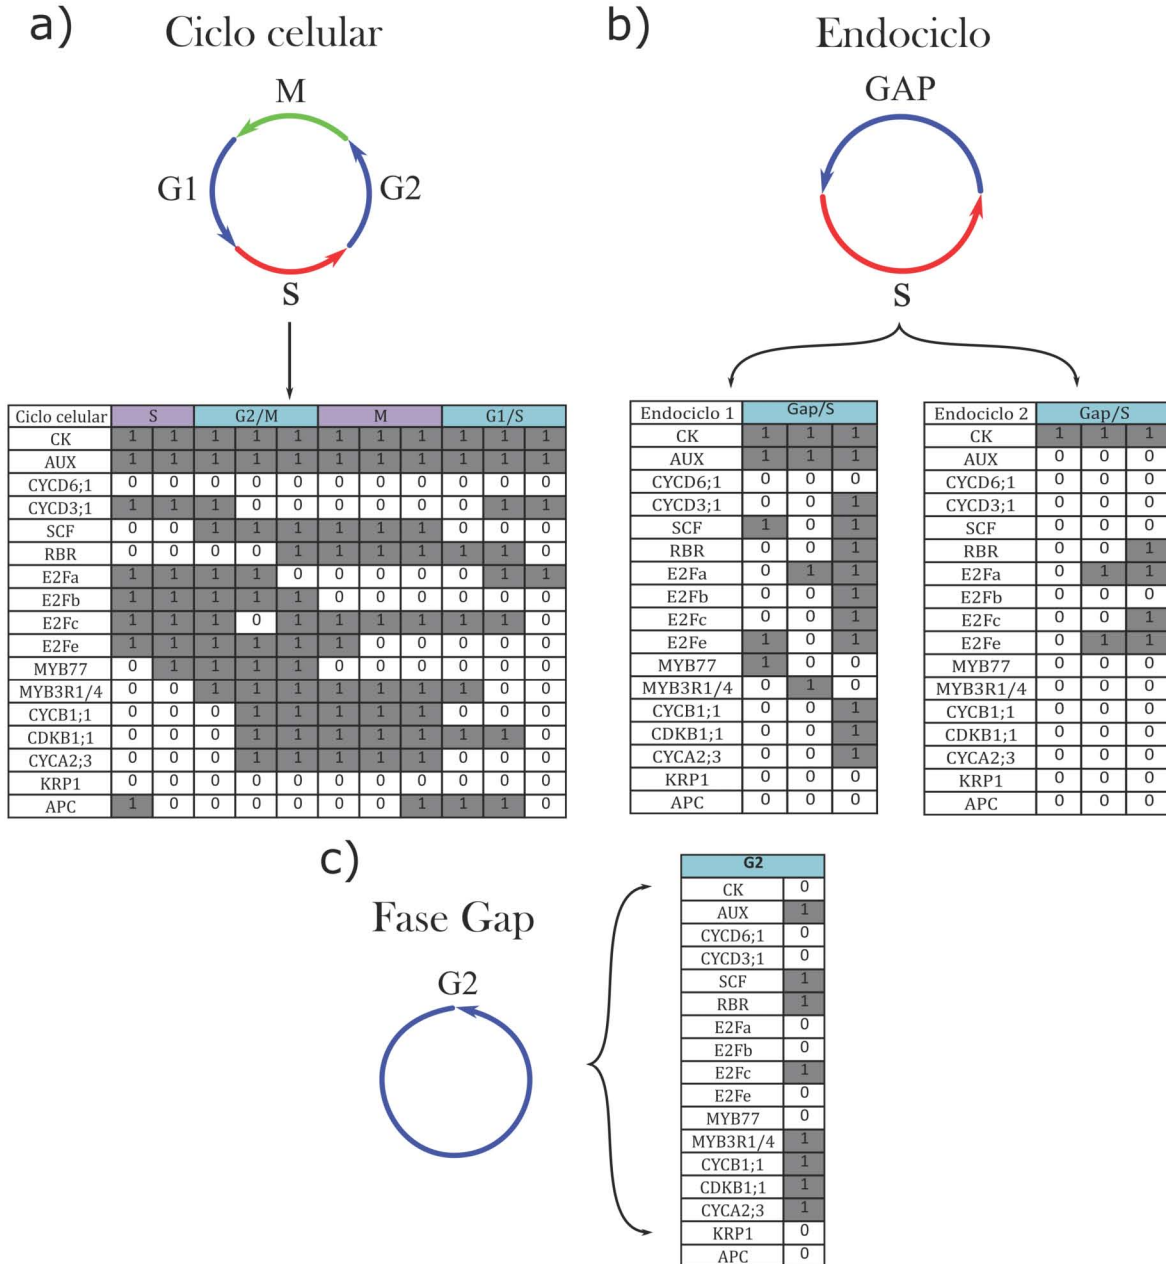 a) Ciclo celular
M
G1 G2
S
Ciclo celular S G2/M M G1/S
CK 1 1 1 1 1 1 1 1 1 1 1
AUX 1 1 1 1 1 1 1 1 1 1 1
CYCD6;1 0 0 0 0 0 0 0 0 0 0 0
CYCD3;1 1 1 1 0 0 0 0 0 0 1 1
SCF 0 0 1 1 1 1 1 1 0 0 0
RBR 0 0 0 0 1 1 1 1 1 1 0
E2Fa 1 1 1 1 0 0 0 0 0 1 1
E2Fb 1 1 1 1 1 0 0 0 0 0 0
E2Fc 1 1 1 0 1 1 1 1 1 1 0
E2Fe 1 1 1 1 1 1 0 0 0 0 0
MYB77 0 1 1 1 1 0 0 0 0 0 0
MYB3R1/4 0 0 1 1 1 1 1 1 1 0 0
CYCB1;1 0 0 0 1 1 1 1 1 0 0 0
CDKB1;1 0 0 0 1 1 1 1 1 1 1 0
CYCA2;3 0 0 0 1 1 1 1 1 0 0 0
KRP1 0 0 0 0 0 0 0 0 0 0 0
APC 1 0 0 0 0 0 0 1 1 1 0
b) Endociclo
GAP
S
Endociclo 1 Gap/S
CK 1 1 1
AUX 1 1 1
CYCD6;1 0 0 0
CYCD3;1 0 0 1
SCF 1 0 1
RBR 0 0 1
E2Fa 0 1 1
E2Fb 0 0 1
E2Fc 0 0 1
E2Fe 1 0 1
MYB77 1 0 0
MYB3R1/4 0 1 0
CYCB1;1 0 0 1
CDKB1;1 0 0 1
CYCA2;3 0 0 1
KRP1 0 0 0
APC 0 0 0
Endociclo 2 Gap/S
CK 1 1 1
AUX 0 0 0
CYCD6;1 0 0 0
CYCD3;1 0 0 0
SCF 0 0 0
RBR 0 0 1
E2Fa 0 1 1
E2Fb 0 0 0
E2Fc 0 0 1
E2Fe 0 1 1
MYB77 0 0 0
MYB3R1/4 0 0 0
CYCB1;1 0 0 0
CDKB1;1 0 0 0
CYCA2;3 0 0 0
KRP1 0 0 0
APC 0 0 0
c)
Fase Gap
G2
G2
CK 0
AUX 1
CYCD6;1 0
CYCD3;1 0
SCF 1
RBR 1
E2Fa 0
E2Fb 0
E2Fc 1
E2Fe 0
MYB77 0
MYB3R1/4 1
CYCB1;1 1
CDKB1;1 1
CYCA2;3 1
KRP1 0
APC 0